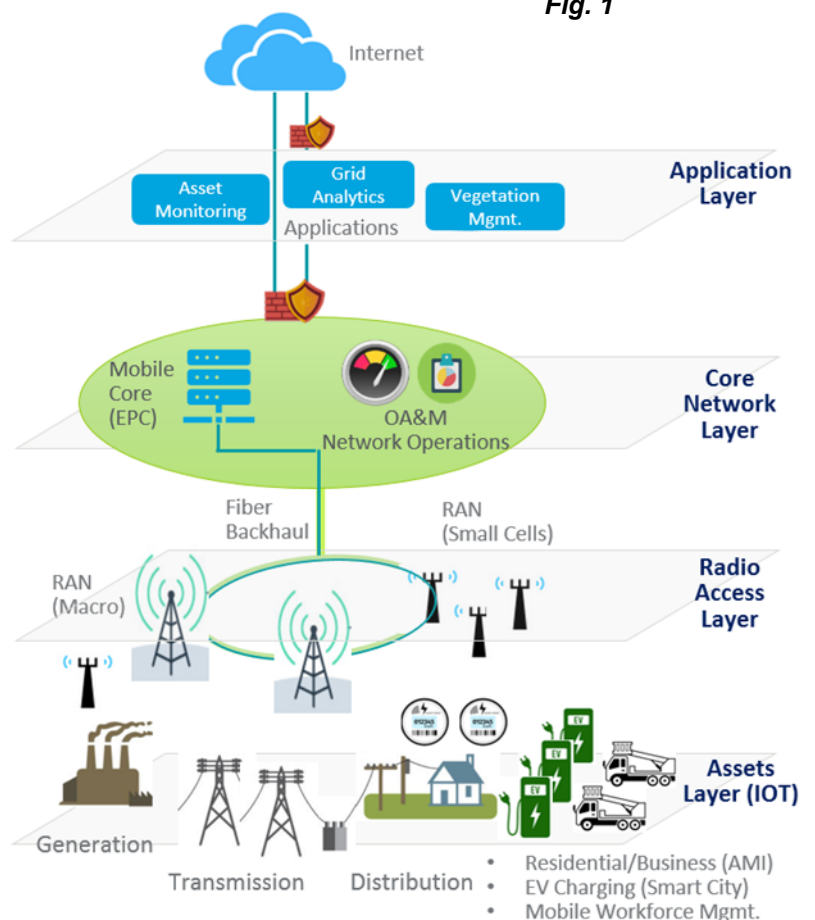 Fig. 1
Internet
Application
Layer
Asset
Monitoring
Grid
Analytics
Vegetation
Mgmt.
Applications
Mobile
Core
(EPC)
OA&M
Network Operations
Core
Network
Layer
Fiber
Backhaul
RAN
(Small Cells)
RAN
(Macro)
Radio
Access
Layer
012345
012345
EV
EV
EV
Assets
Layer (IOT)
Generation
Transmission
Distribution
• Residential/Business (AMI)
• EV Charging (Smart City)
• Mobile Workforce Mgmt.